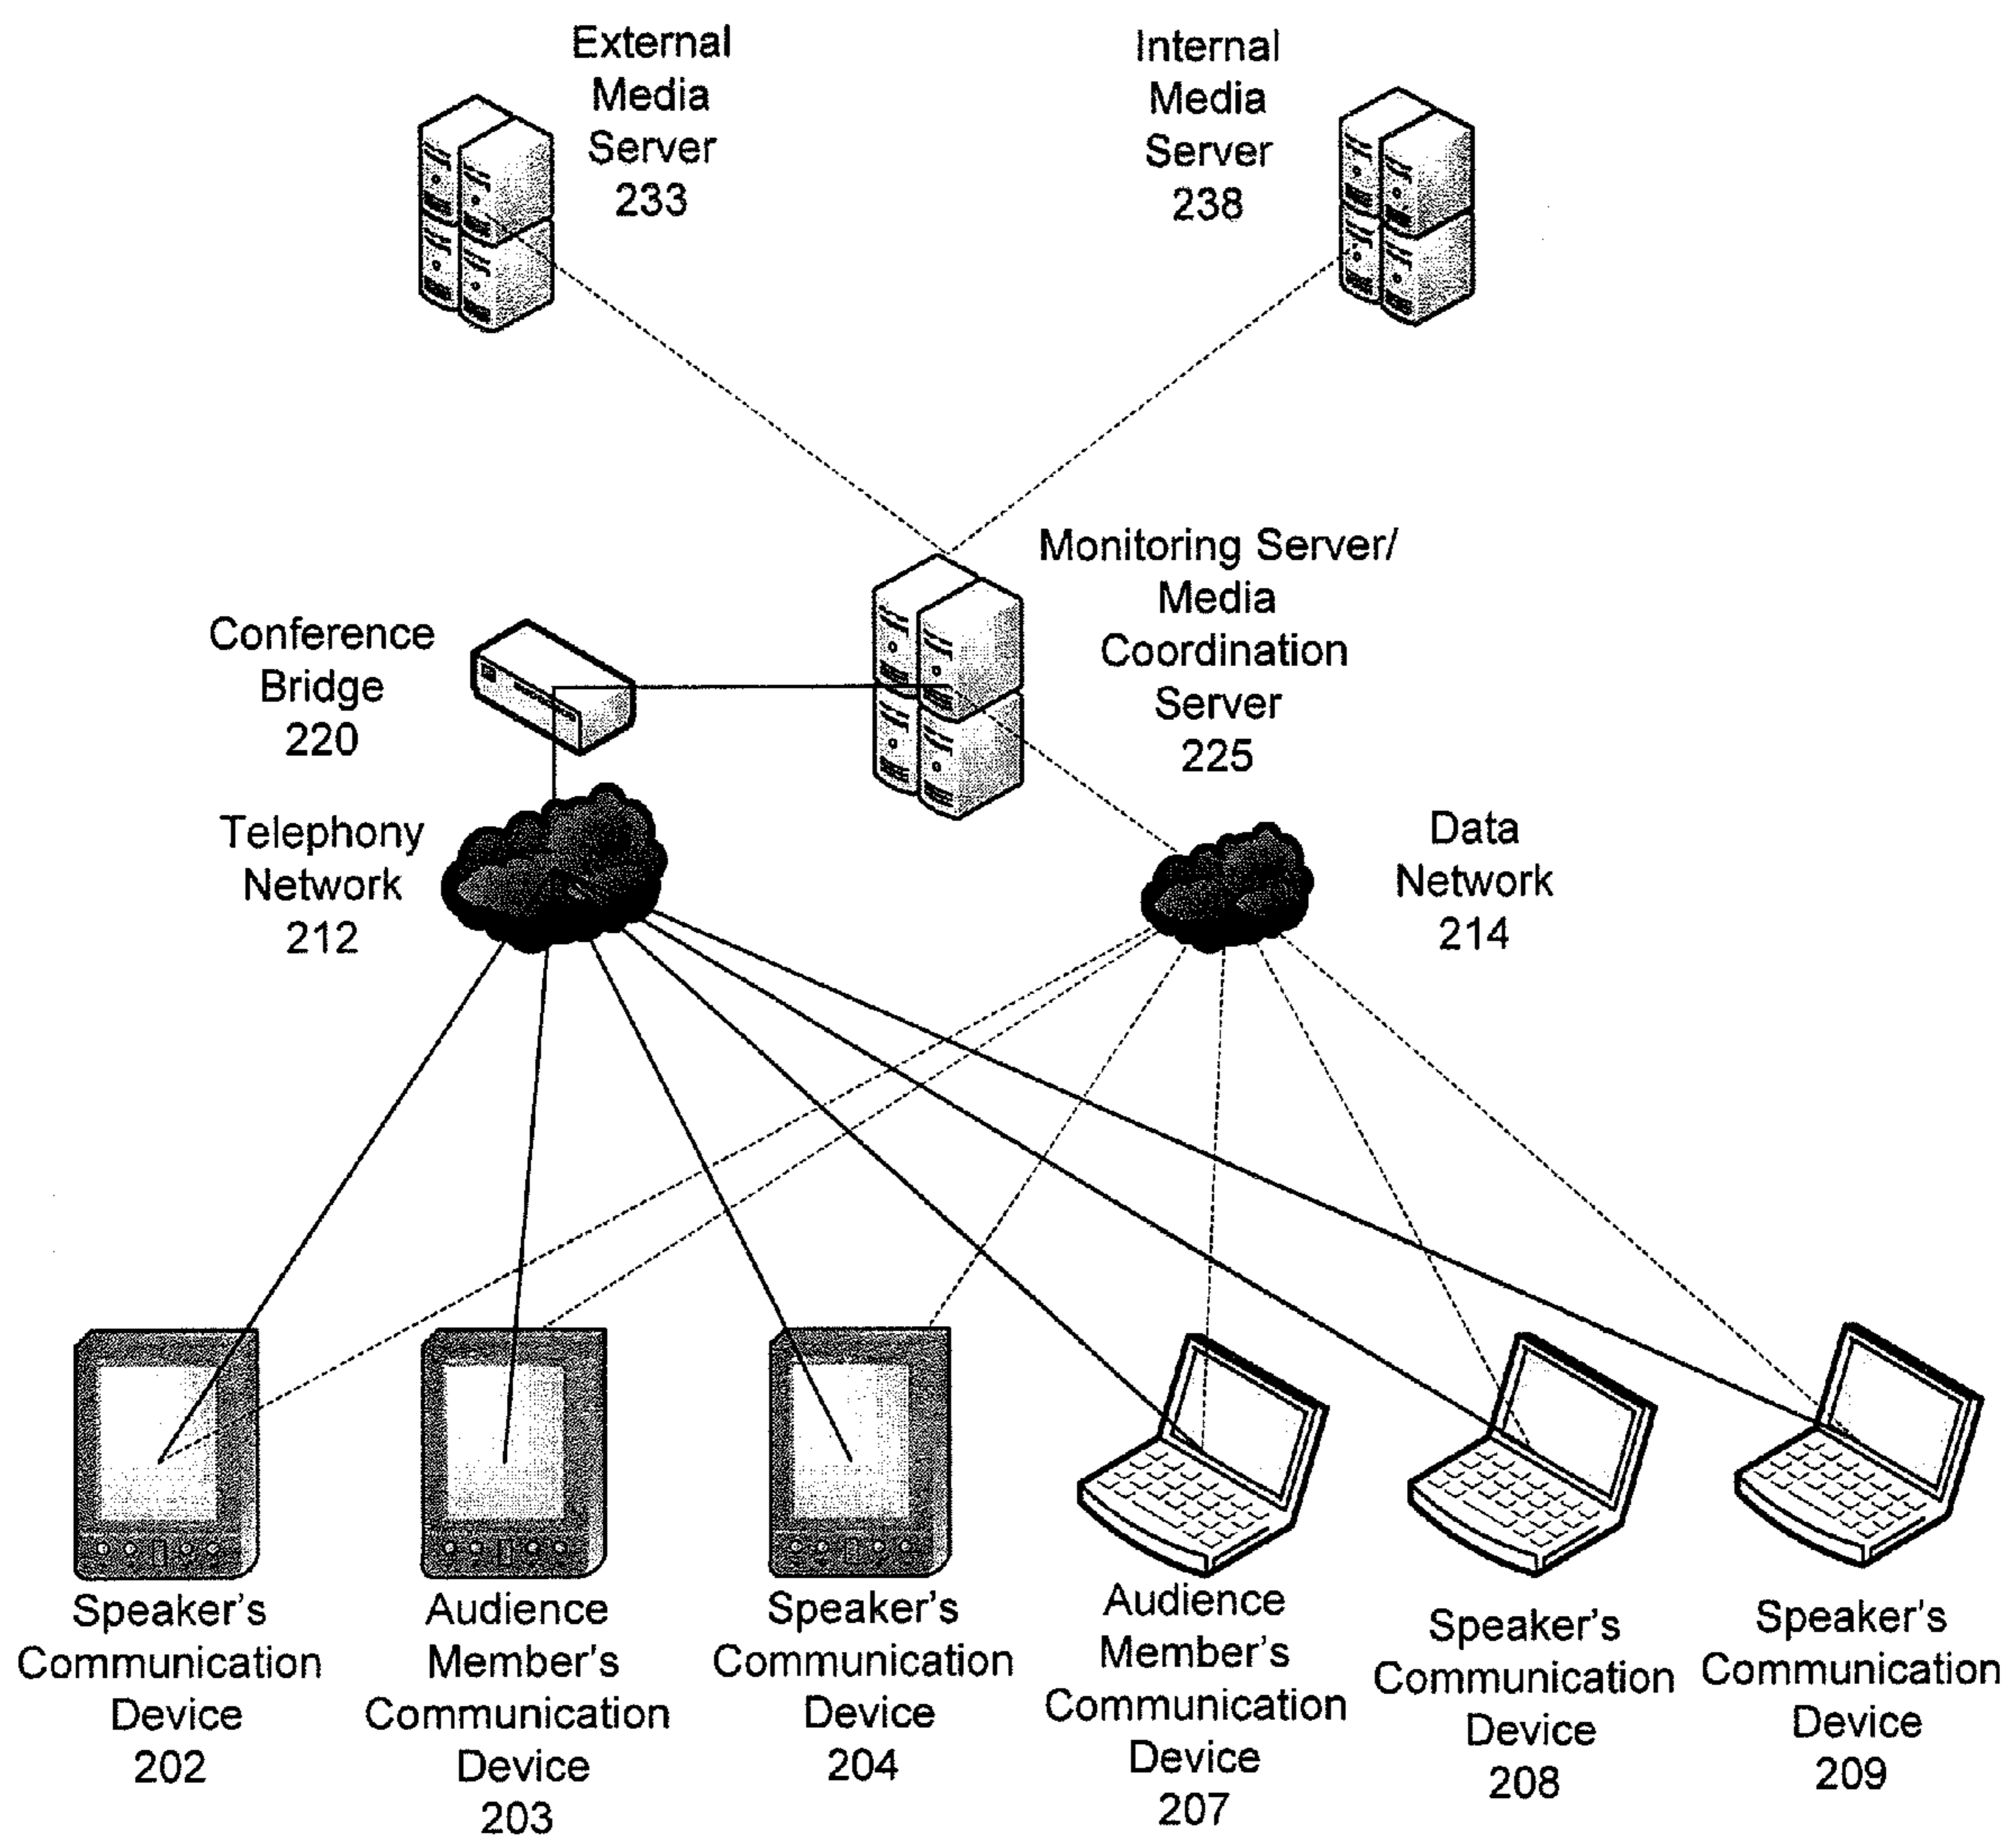 External
Media
Server
233
Internal
Media
Server
238
Monitoring Server/
Media
Coordination
Server
225
Conference
Bridge
220
Telephony
Network
212
Data
Network
214
Speaker's
Communication
Device
202
Audience
Member's
Communication
Device
203
Speaker's
Communication
Device
204
Audience
Member's
Communication
Device
207
Speaker's
Communication
Device
208
Speaker's
Communication
Device
209